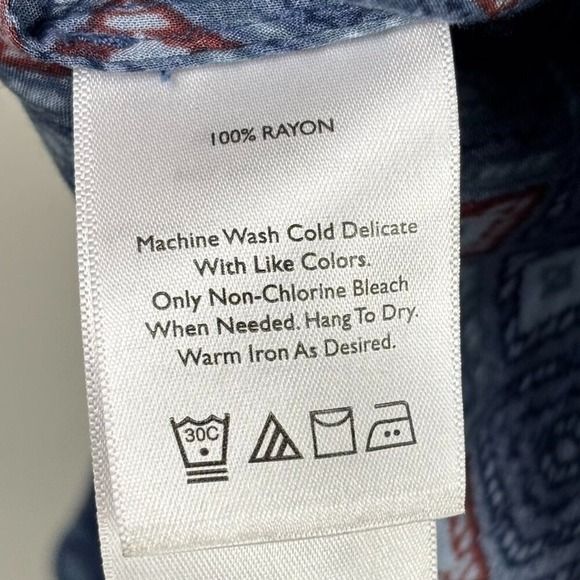 100% RAYON
Machine Wash Cold Delicate
With Like Colors.
Only Non-Chlorine Bleach
When Needed. Hang To Dry.
Warm Iron As Desired.
30C